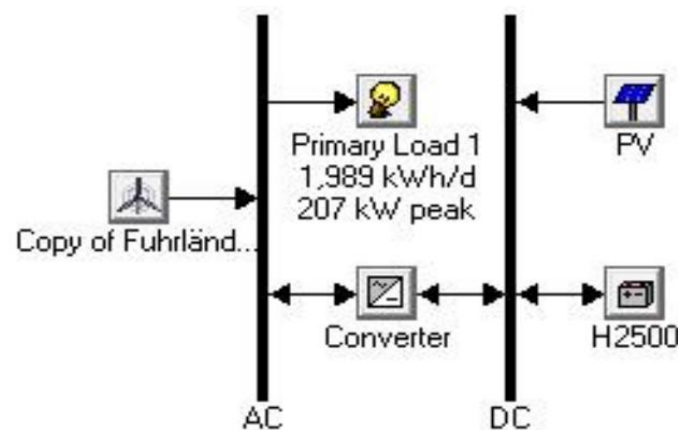 Primary Load 1
1,989 kWh/d
207 kW peak
PV
Copy of Fuhrländ...
Converter
H2500
AC
DC